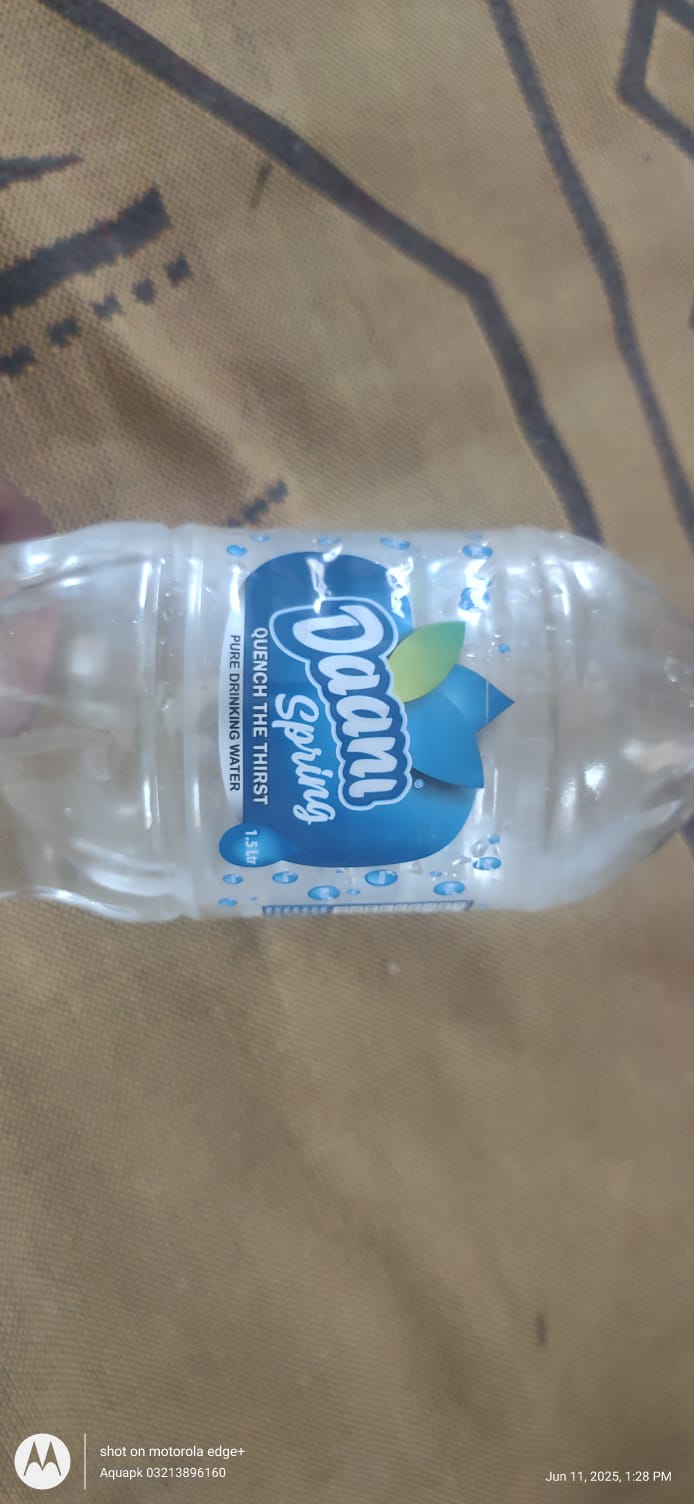 Daani®
Spring
QUENCH THE THIRST
PURE DRINKING WATER
1.5 Ltr
Jun 11, 2025, 1:28 PM
shot on motorola edge+
Aquapk 03213896160